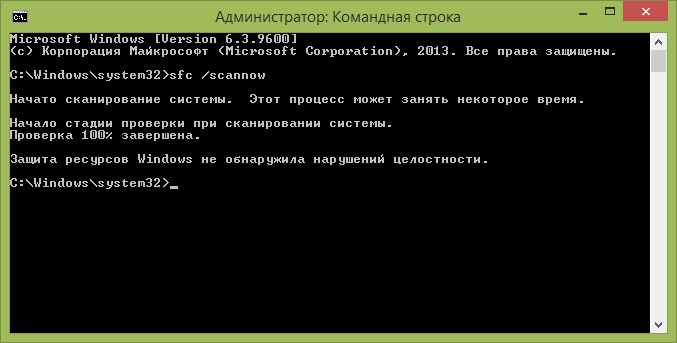 Администратор: Командная строка
Microsoft Windows [Version 6.3.9600]
(c) Корпорация Майкрософт (Microsoft Corporation), 2013. Все права защищены.
C:\Windows\system32>sfc /scannow
Начато сканирование системы.  Этот процесс может занять некоторое время.
Начало стадии проверки при сканировании системы.
Проверка 100% завершена.
Защита ресурсов Windows не обнаружила нарушений целостности.
C:\Windows\system32>_